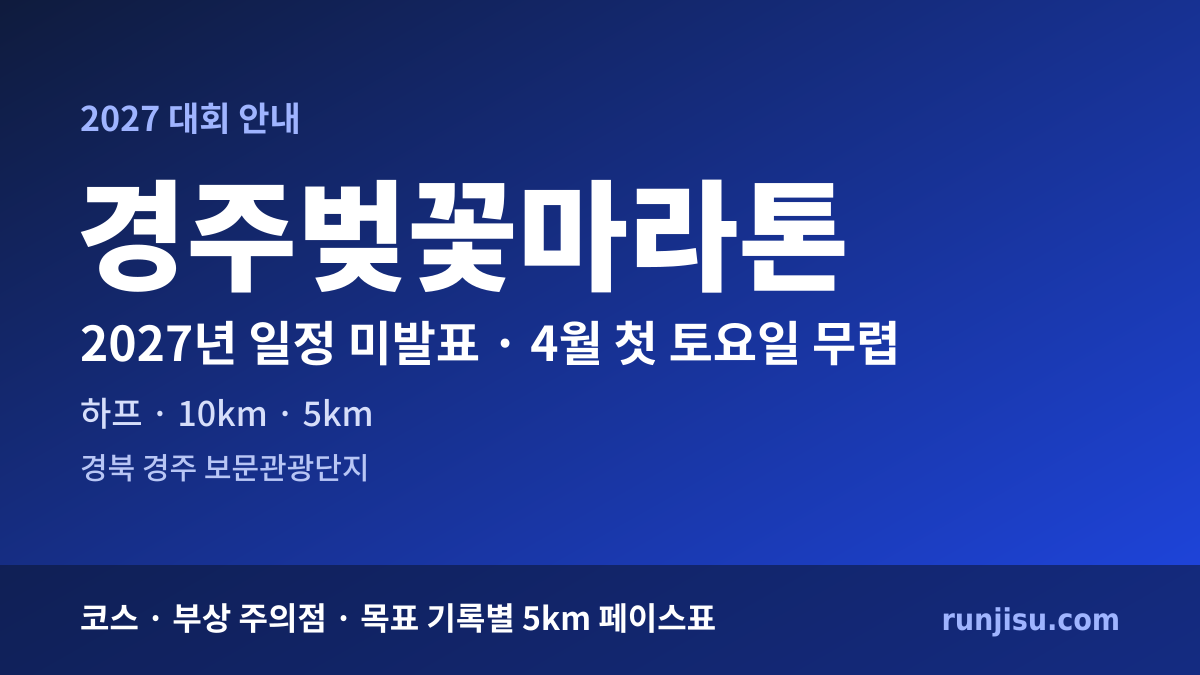 2027 대회 안내
경주벚꽃마라톤
2027년 일정 미발표 · 4월 첫 토요일 무렵
하프 · 10km · 5km
경북 경주 보문관광단지
코스 · 부상 주의점 · 목표 기록별 5km 페이스표
runjisu.com